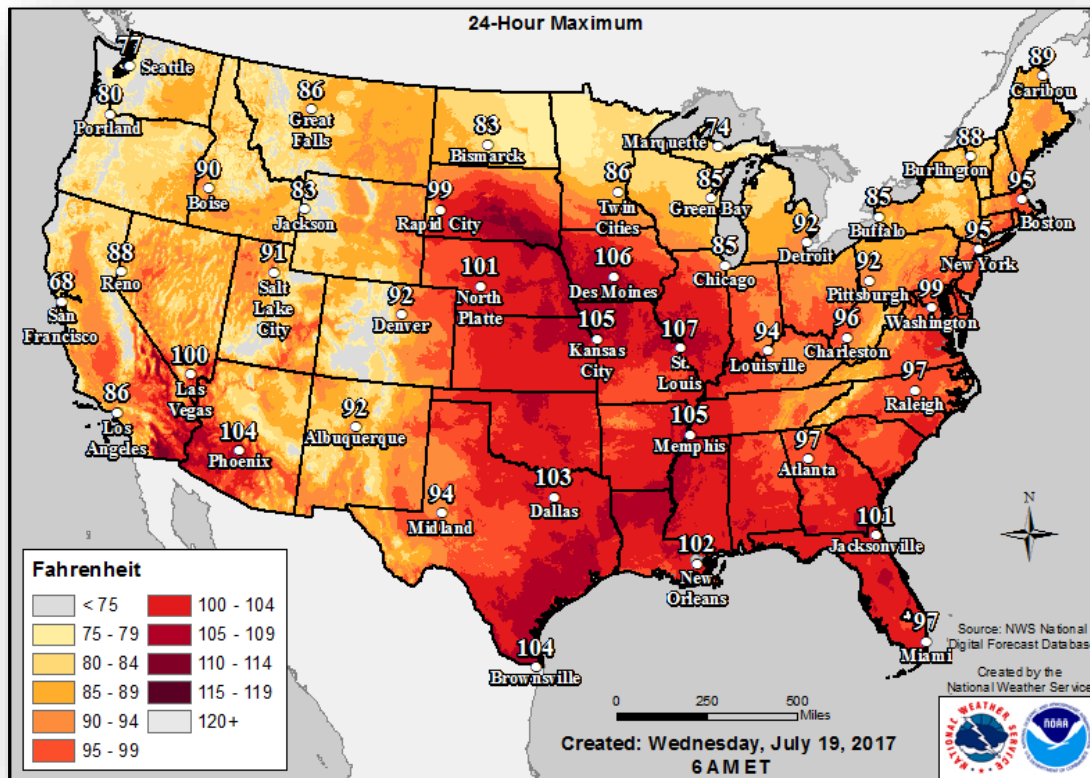 24-Hour Maximum
77
Seattle
80
Portland
86
Great
Falls
83
Bismarck
74
Marquette
89
Caribou
88
Burlington
90
Boise
83
Jackson
99
Rapid City
86
Twin
Cities
85
Green Bay
92
Detroit
85
Buffalo
95
Boston
95
New York
68
San
Francisco
88
Reno
91
Salt
Lake
City
92
Denver
101
North
Platte
106
Des Moines
85
Chicago
92
Pittsburgh
99
Washington
105
Kansas
City
107
St.
Louis
94
Louisville
96
Charleston
97
Raleigh
86
Los
Angeles
100
Las
Vegas
104
Phoenix
92
Albuquerque
105
Memphis
97
Atlanta
94
Midland
103
Dallas
102
New
Orleans
101
Jacksonville
104
Brownsville
97
Miami
N
Fahrenheit
< 75
75 - 79
80 - 84
85 - 89
90 - 94
95 - 99
100 - 104
105 - 109
110 - 114
115 - 119
120+
0 250 500
Miles
Created: Wednesday, July 19, 2017
6 AM ET
Source: NWS National
Digital Forecast Database
Created by the
National Weather Service
NATIONAL WEATHER SERVICE
NOAA